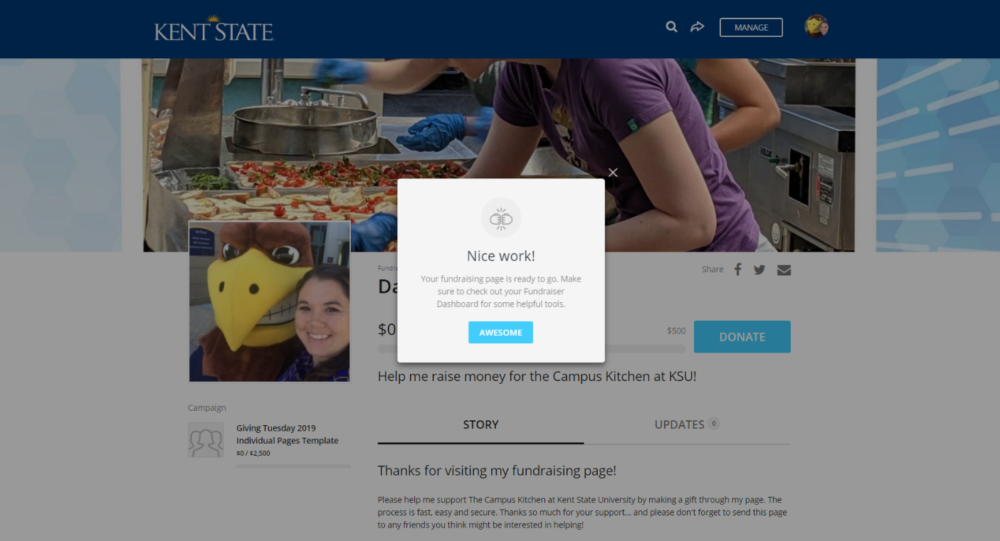 KENT STATE
MANAGE
Nice work!
Your fundraising page is ready to go. Make
sure to check out your Fundraiser
Dashboard for some helpful tools.
AWESOME
Share
$0
$500
DONATE
Help me raise money for the Campus Kitchen at KSU!
Campaign
Giving Tuesday 2019
Individual Pages Template
$0 / $2,500
STORY
UPDATES 0
Thanks for visiting my fundraising page!
Please help me support The Campus Kitchen at Kent State University by making a gift through my page. The
process is fast, easy and secure. Thanks so much for your support... and please don't forget to send this page
to any friends you think might be interested in helping!